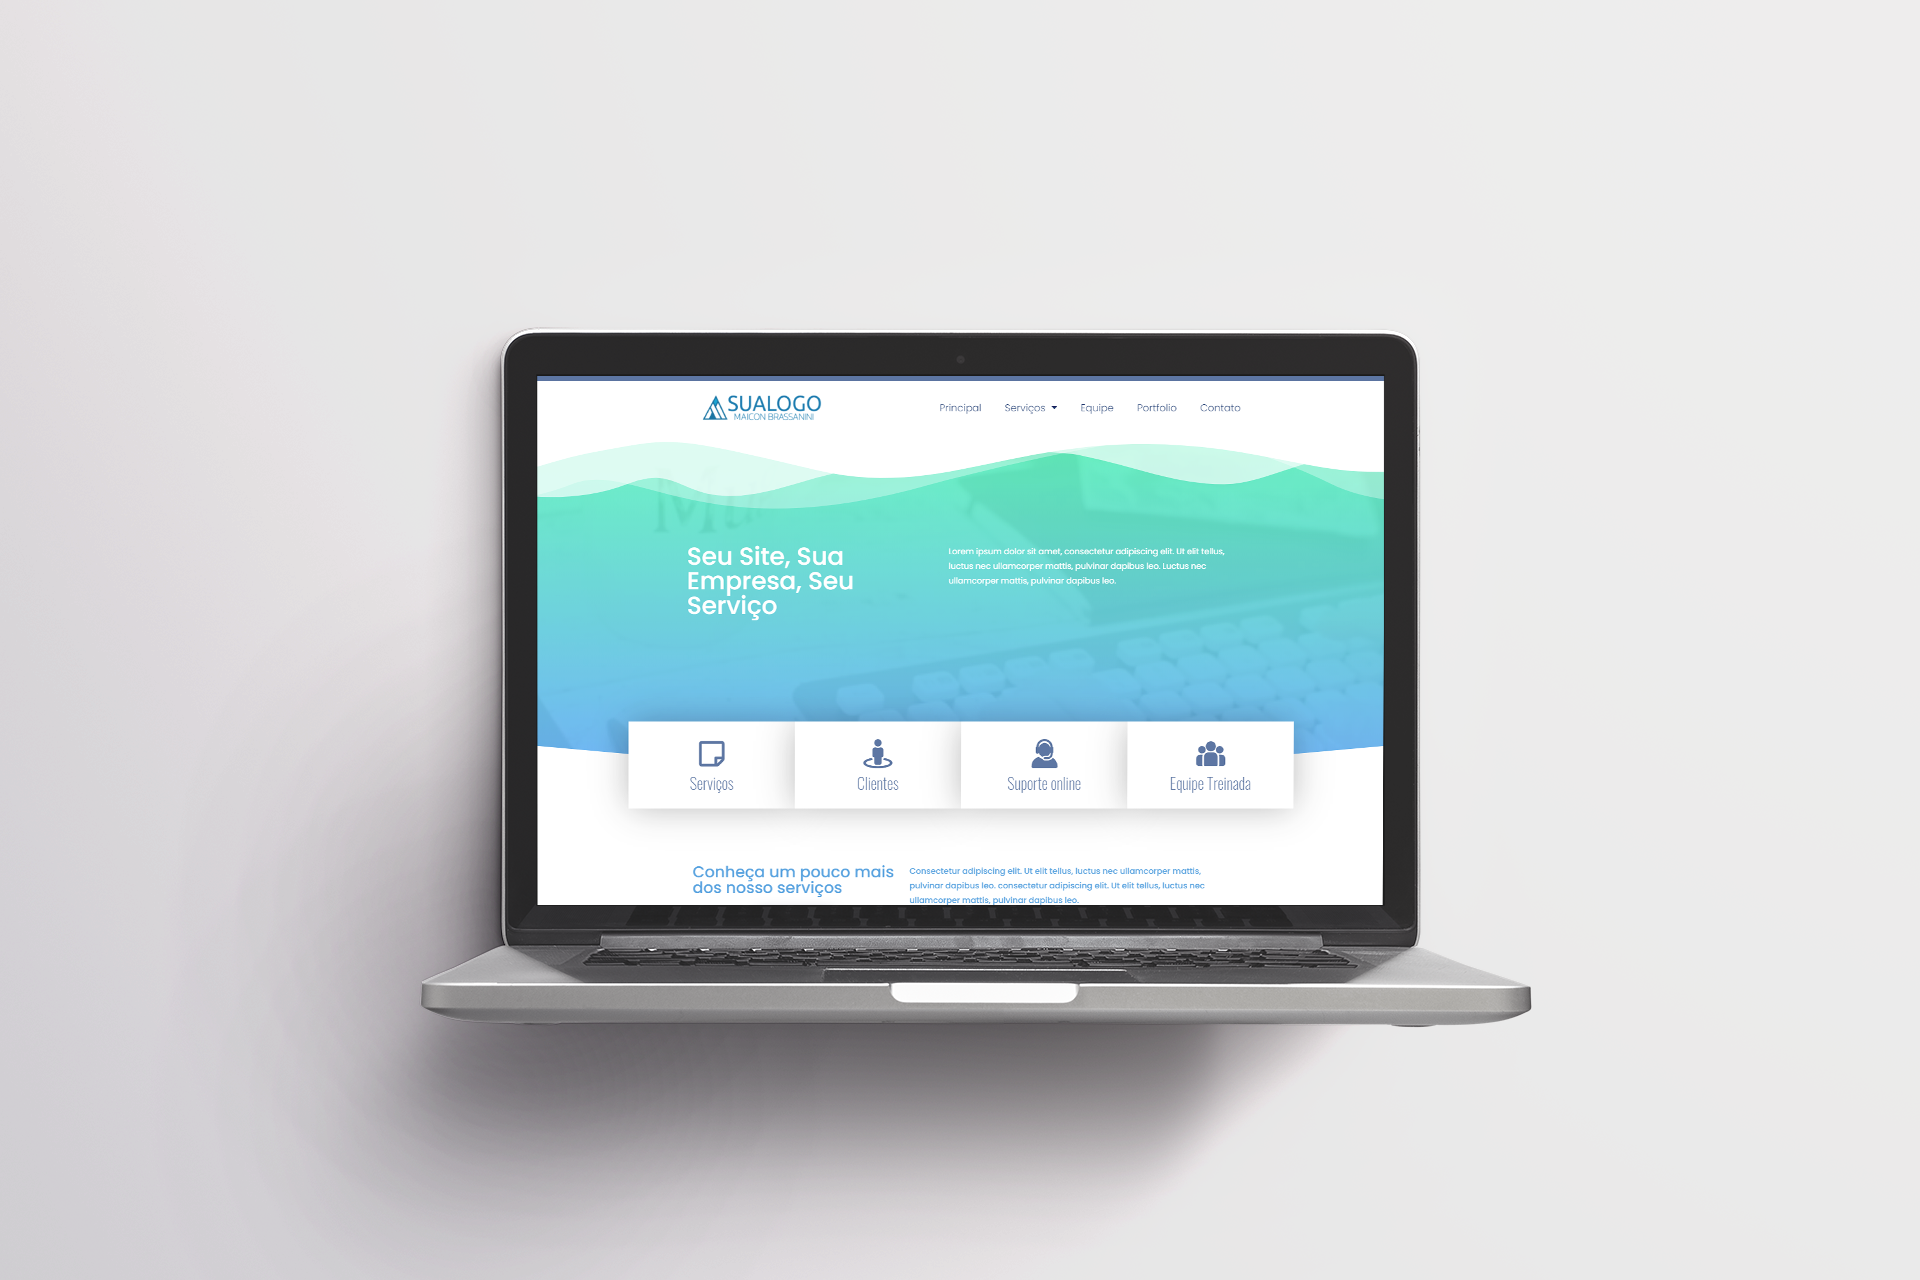 SUALOGO
MAICON BRASSANINI
Principal
Serviços
Equipe
Portfolio
Contato
Mu
Seu Site, Sua
Empresa, Seu
Serviço
Lorem ipsum dolor sit amet, consectetur adipiscing elit. Ut elit tellus,
luctus nec ullamcorper mattis, pulvinar dapibus leo. Luctus nec
ullamcorper mattis, pulvinar dapibus leo.
Serviços
Clientes
Suporte online
Equipe Treinada
Conheça um pouco mais
dos nosso serviços
Consectetur adipiscing elit. Ut elit tellus, luctus nec ullamcorper mattis,
pulvinar dapibus leo. consectetur adipiscing elit. Ut elit tellus, luctus nec
ullamcorper mattis, pulvinar dapibus leo.